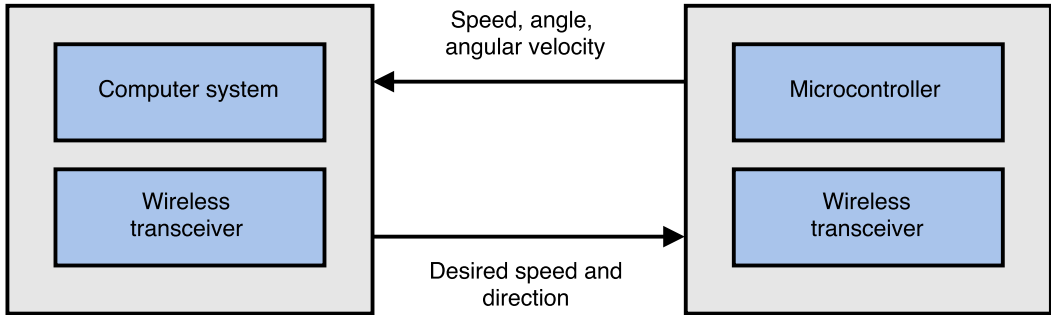 Speed, angle,
angular velocity
Computer system
Microcontroller
Wireless
transceiver
Wireless
transceiver
Desired speed and
direction